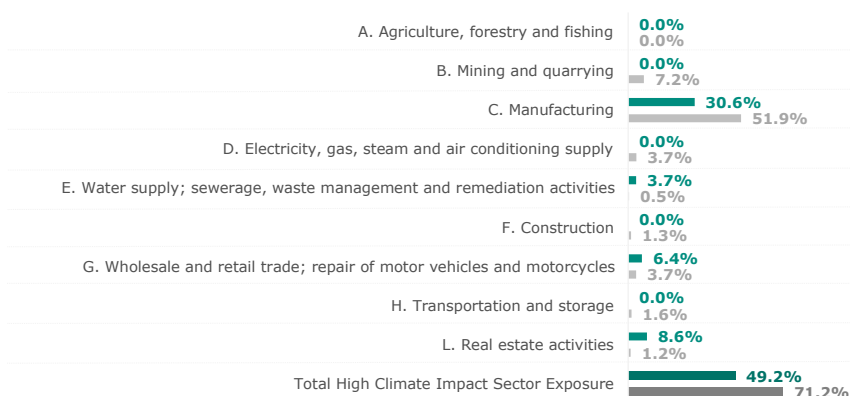 A. Agriculture, forestry and fishing 0.0%
0.0%
B. Mining and quarrying 0.0%
7.2%
C. Manufacturing 30.6%
51.9%
D. Electricity, gas, steam and air conditioning supply 0.0%
3.7%
E. Water supply; sewerage, waste management and remediation activities 3.7%
0.5%
F. Construction 0.0%
1.3%
G. Wholesale and retail trade; repair of motor vehicles and motorcycles 6.4%
3.7%
H. Transportation and storage 0.0%
1.6%
L. Real estate activities 8.6%
1.2%
Total High Climate Impact Sector Exposure 49.2%
71.2%